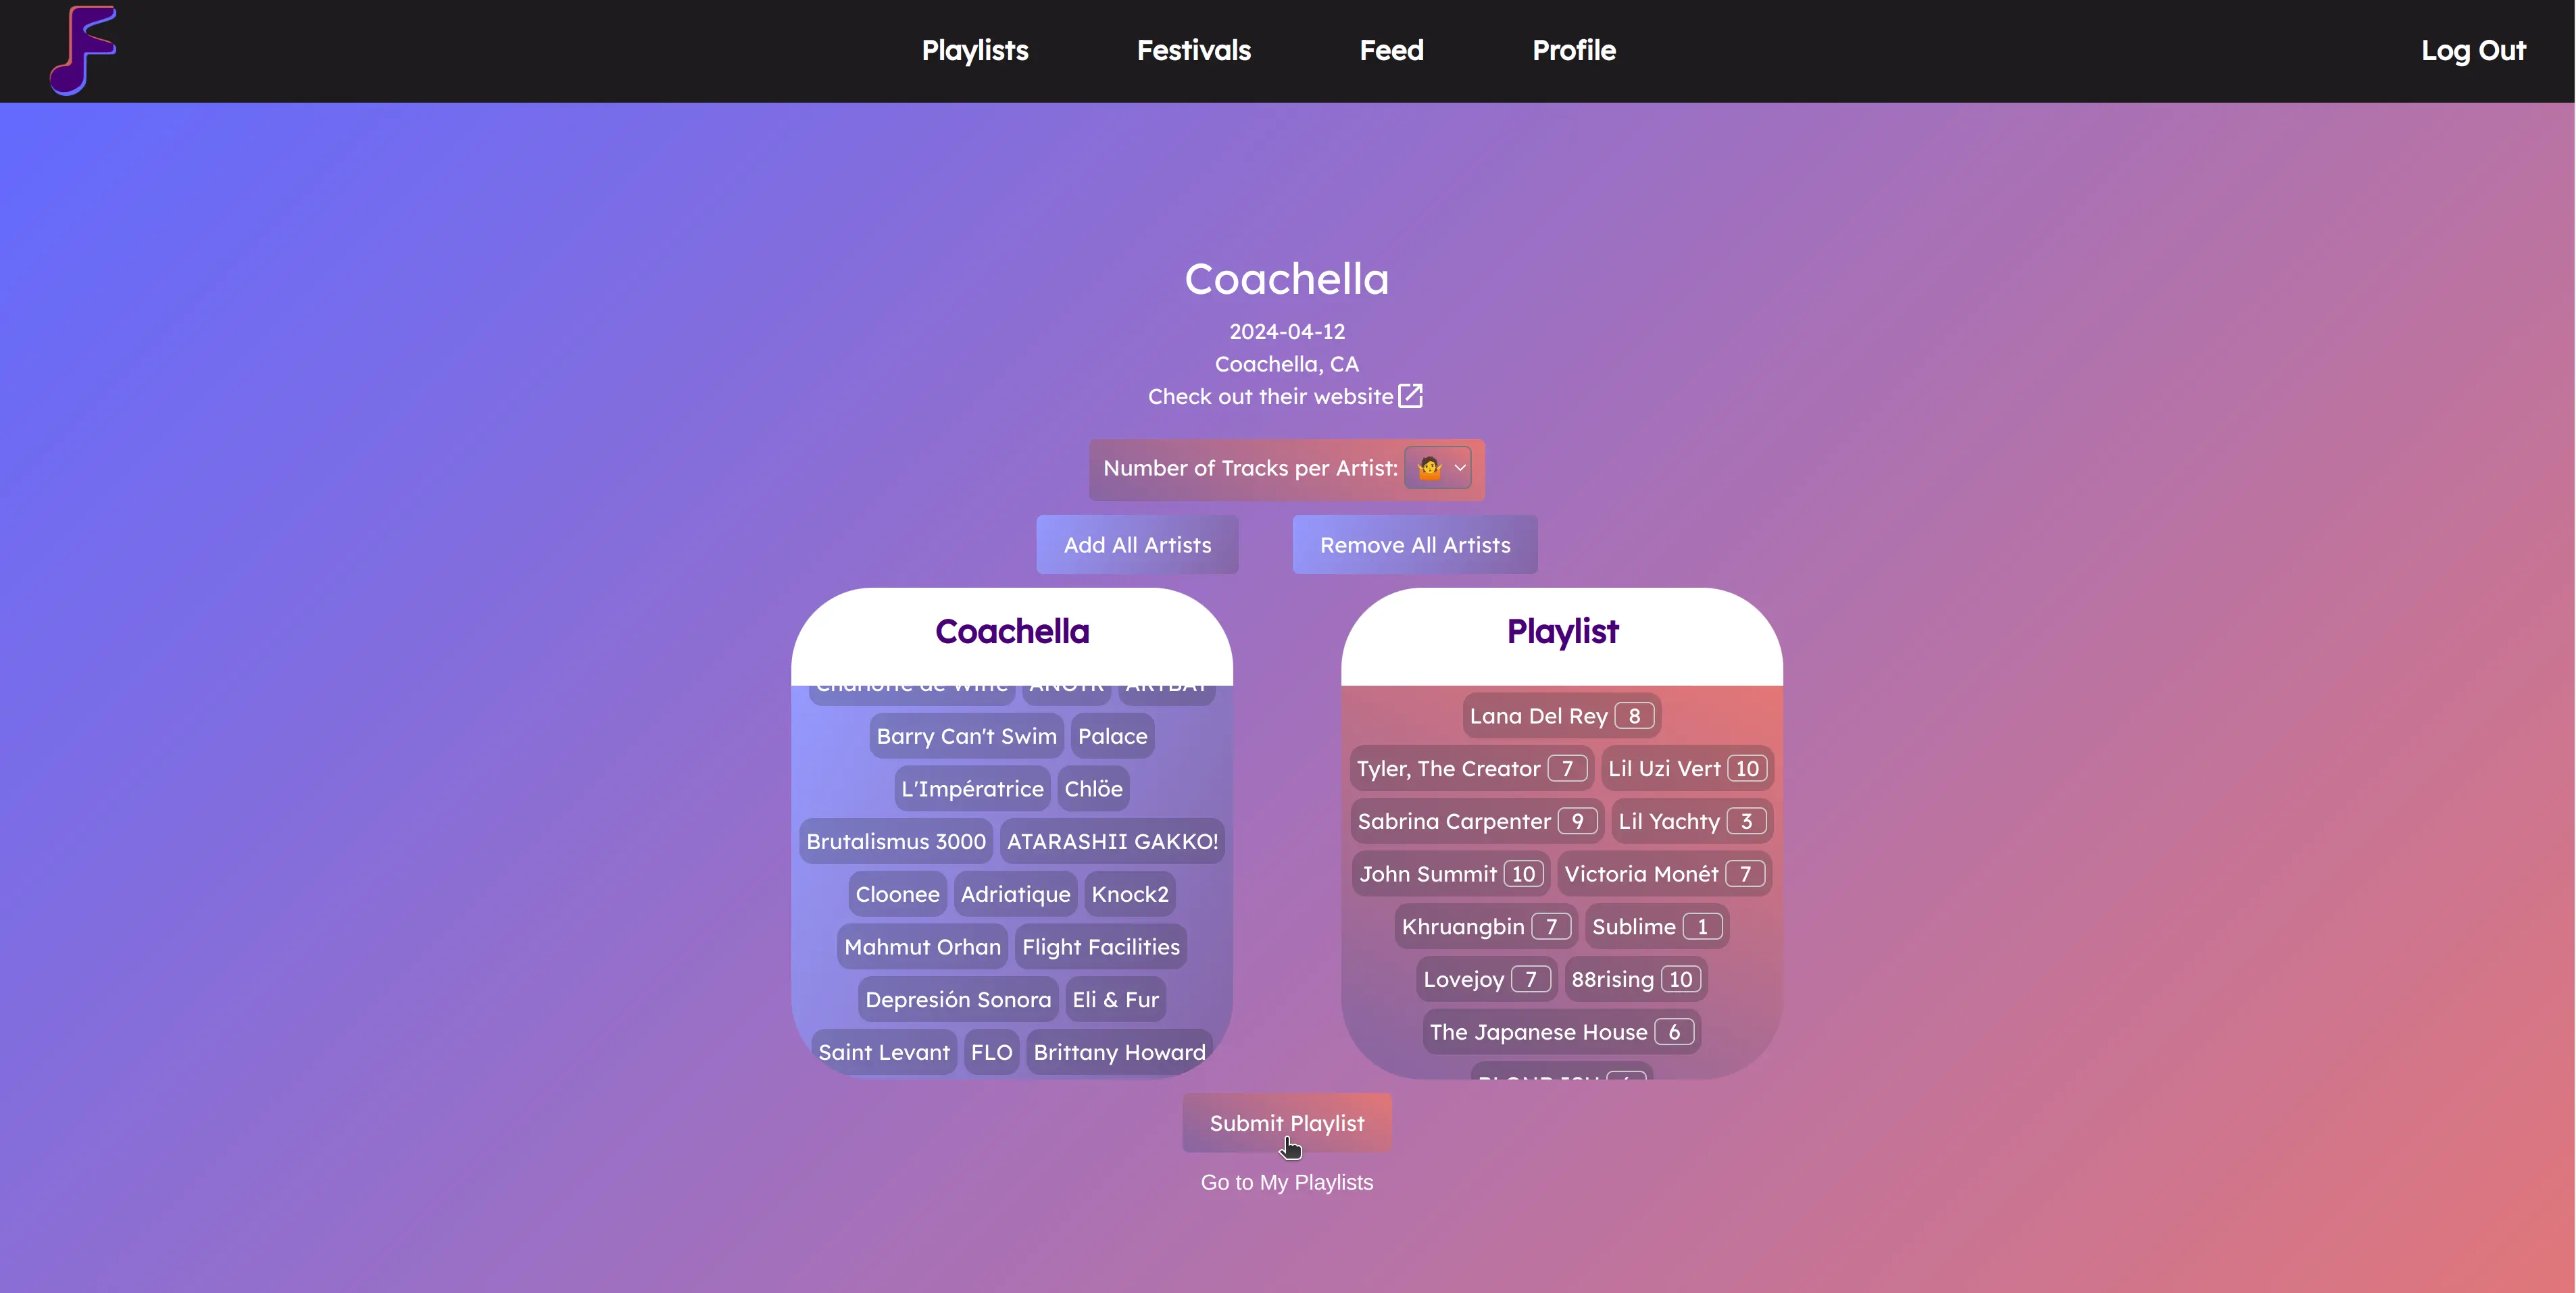 Playlists Festivals Feed Profile Log Out
Coachella
2024-04-12
Coachella, CA
Check out their website
Number of Tracks per Artist:
Add All Artists Remove All Artists
Coachella
Charlotte de Witte ANOTR ARTBAT
Barry Can't Swim Palace
L'Impératrice Chlöe
Brutalismus 3000 ATARASHII GAKKO!
Cloonee Adriatique Knock2
Mahmut Orhan Flight Facilities
Depresión Sonora Eli & Fur
Saint Levant FLO Brittany Howard
Playlist
Lana Del Rey 8
Tyler, The Creator 7 Lil Uzi Vert 10
Sabrina Carpenter 9 Lil Yachty 3
John Summit 10 Victoria Monét 7
Khruangbin 7 Sublime 1
Lovejoy 7 88rising 10
The Japanese House 6
Submit Playlist
Go to My Playlists